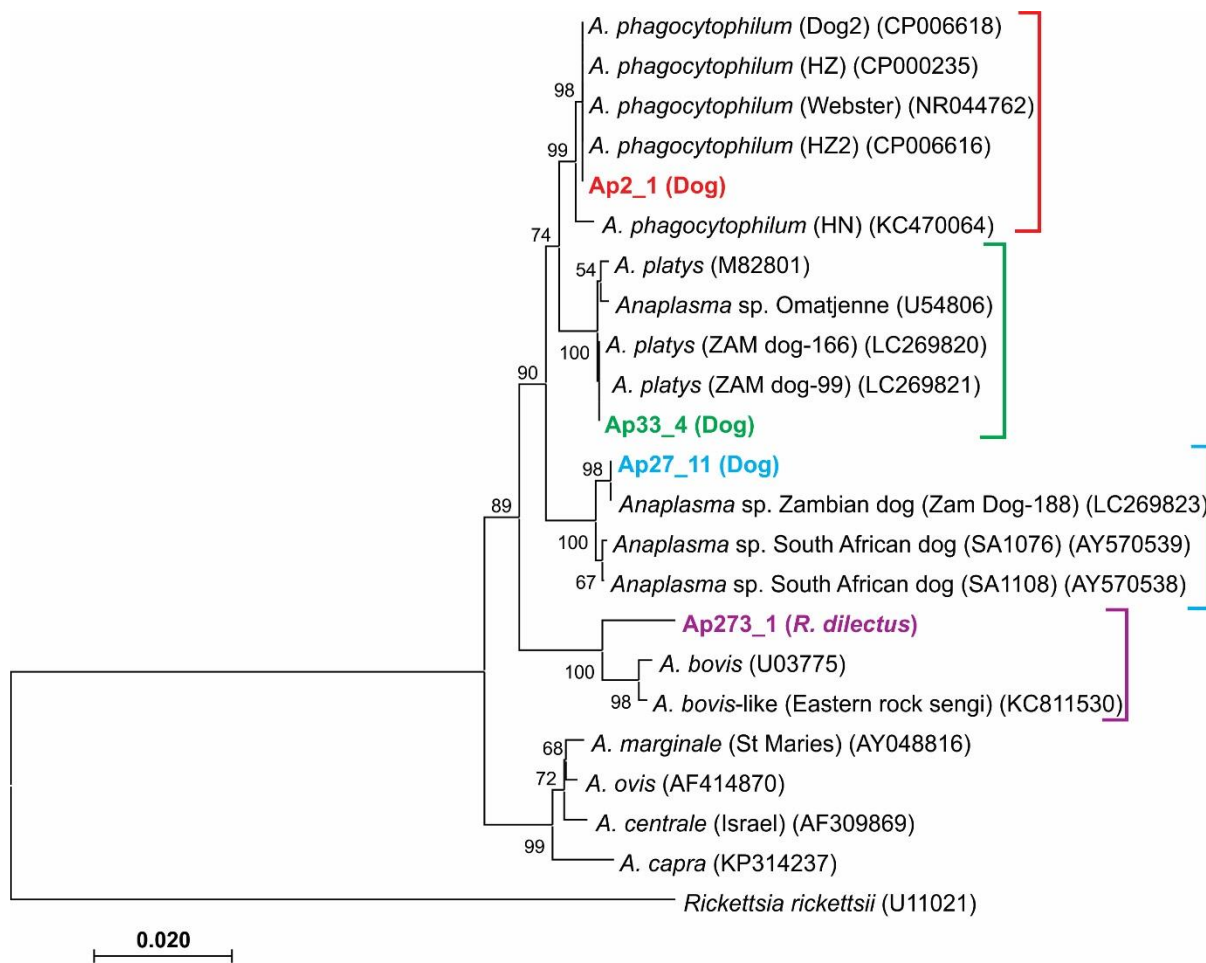 A. phagocytophilum (Dog2) (CP006618)
A. phagocytophilum (HZ) (CP000235)
98
A. phagocytophilum (Webster) (NR044762)
A. phagocytophilum (HZ2) (CP006616)
99
Ap2_1 (Dog)
A. phagocytophilum (HN) (KC470064)
74
A. platys (M82801)
54
Anaplasma sp. Omatjenne (U54806)
A. platys (ZAM dog-166) (LC269820)
100
A. platys (ZAM dog-99) (LC269821)
90
Ap33_4 (Dog)
Ap27_11 (Dog)
98
Anaplasma sp. Zambian dog (Zam Dog-188) (LC269823)
89
Anaplasma sp. South African dog (SA1076) (AY570539)
100
Anaplasma sp. South African dog (SA1108) (AY570538)
67
Ap273_1 (R. dilectus)
A. bovis (U03775)
100
A. bovis-like (Eastern rock sengi) (KC811530)
98
A. marginale (St Maries) (AY048816)
68
A. ovis (AF414870)
72
A. centrale (Israel) (AF309869)
99
A. capra (KP314237)
Rickettsia rickettsii (U11021)
0.020